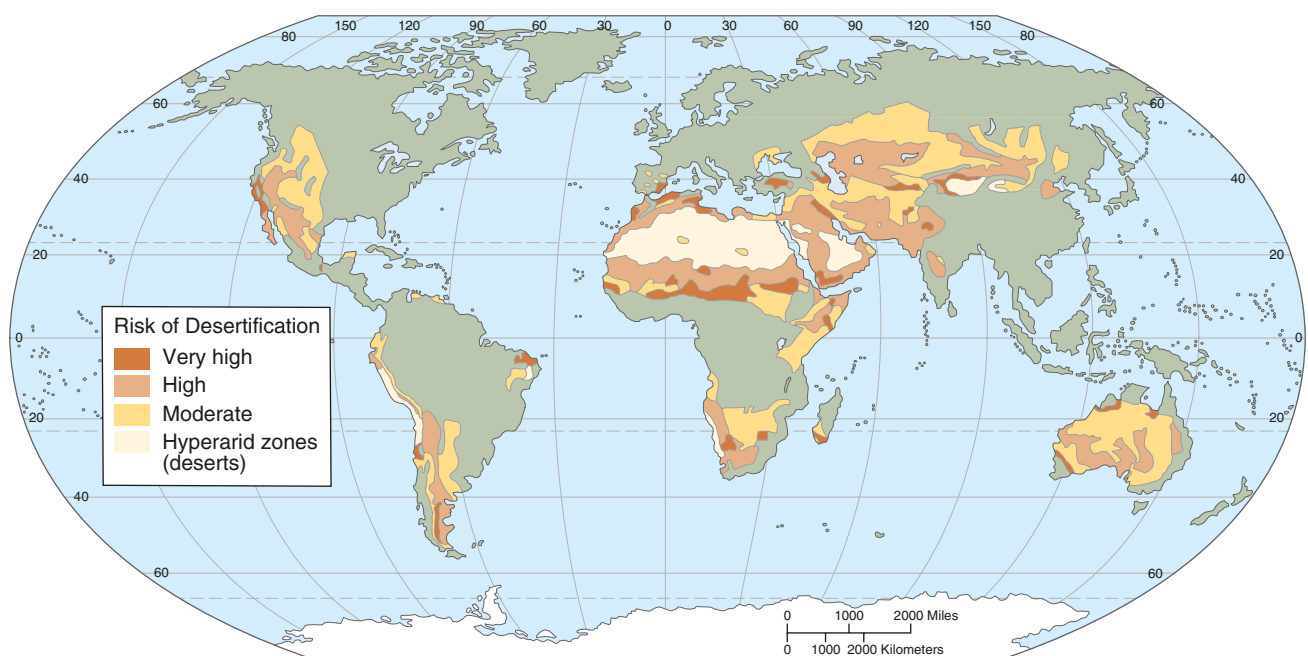 150 120 90 60 30 0 30 60 90 120 150
80 80
60 60
40 40
20 20
0 0
20 20
40 40
60 60
Risk of Desertification
Very high
High
Moderate
Hyperarid zones
(deserts)
0 1000 2000 Miles
0 1000 2000 Kilometers